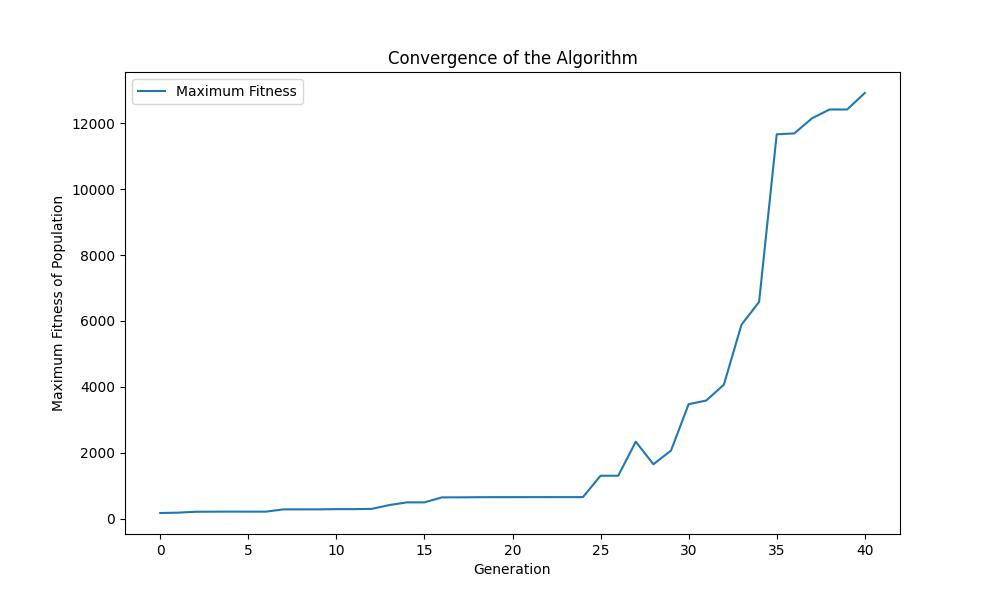 Convergence of the Algorithm
Maximum Fitness
Maximum Fitness of Population
12000
10000
8000
6000
4000
2000
0
0 5 10 15 20 25 30 35 40
Generation